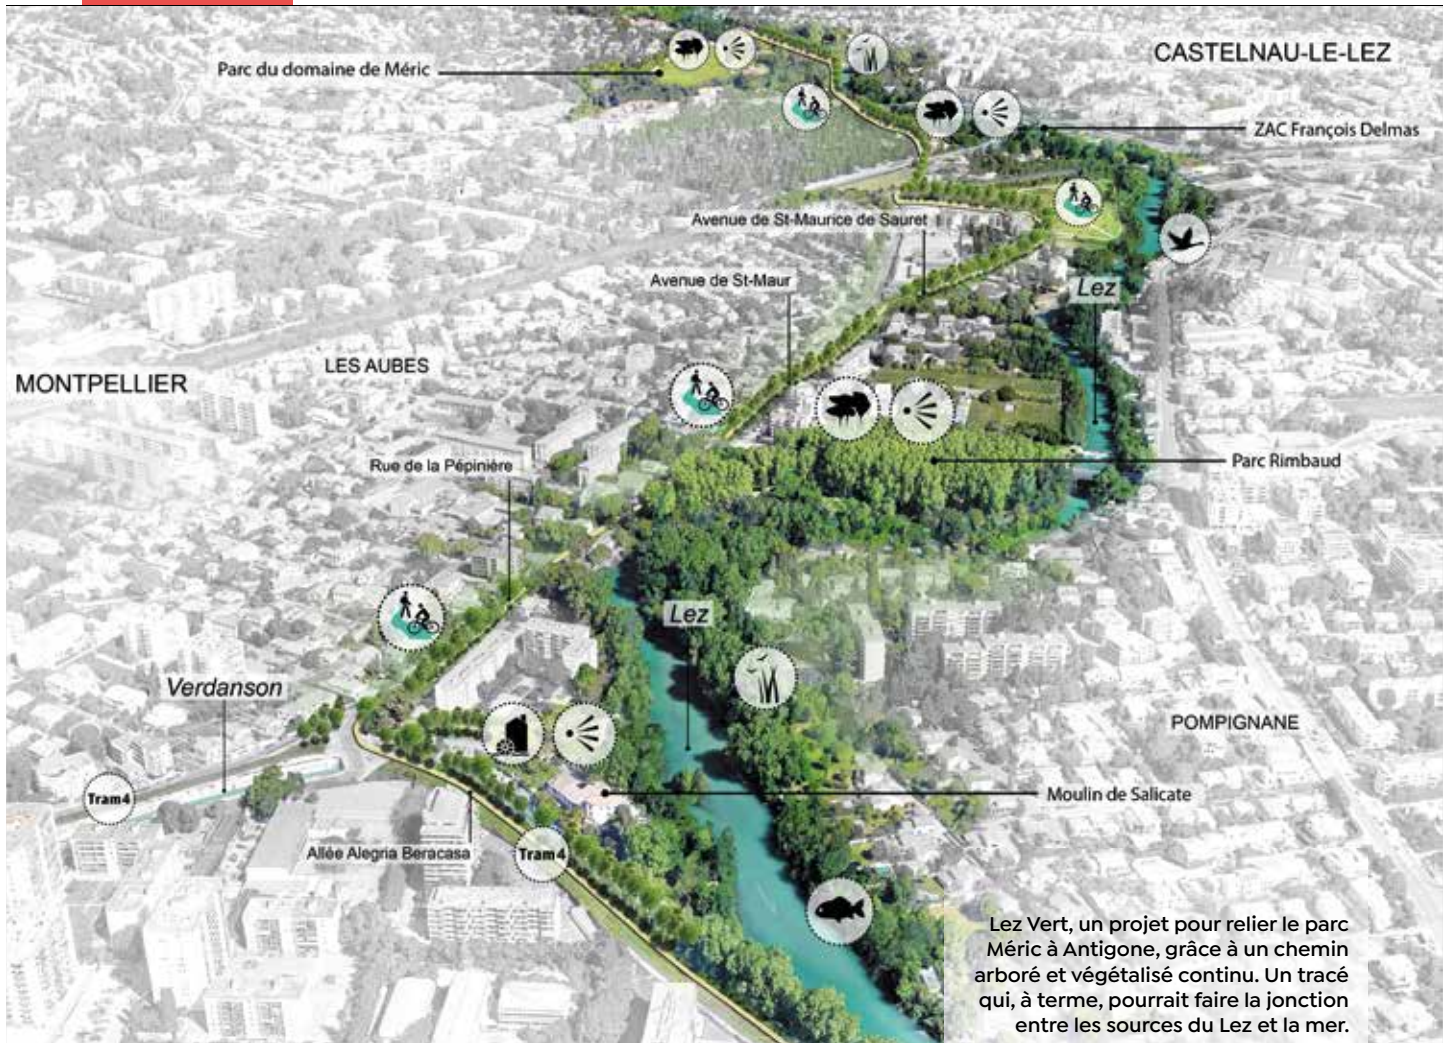 CASTELNAU-LE-LEZ
Parc du domaine de Méric
ZAC François Delmas
Avenue de St-Maurice de Sauret
Avenue de St-Maur
Lez
LES AUBES
MONTPELLIER
Rue de la Pépinière
Parc Rimbaud
Lez
Verdanson
POMPIGNANE
Tram4
Moulin de Salicate
Allée Alegria Beracasa
Tram4
Lez Vert, un projet pour relier le parc
Méric à Antigone, grâce à un chemin
arboré et végétalisé continu. Un tracé
qui, à terme, pourrait faire la jonction
entre les sources du Lez et la mer.